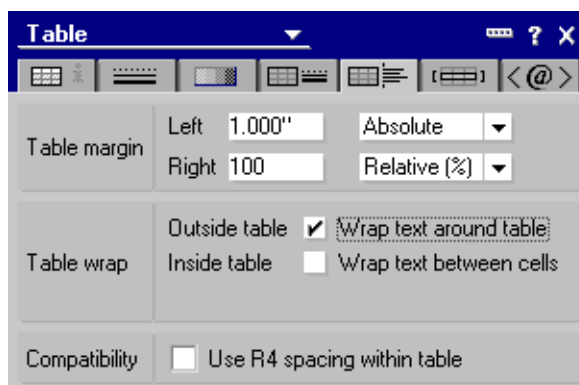 Table ? X
i <@>
Table margin Left 1.000" Absolute
Right 100 Relative (%)
Outside table Wrap text around table
Table wrap Inside table Wrap text between cells
Compatibility Use R4 spacing within table